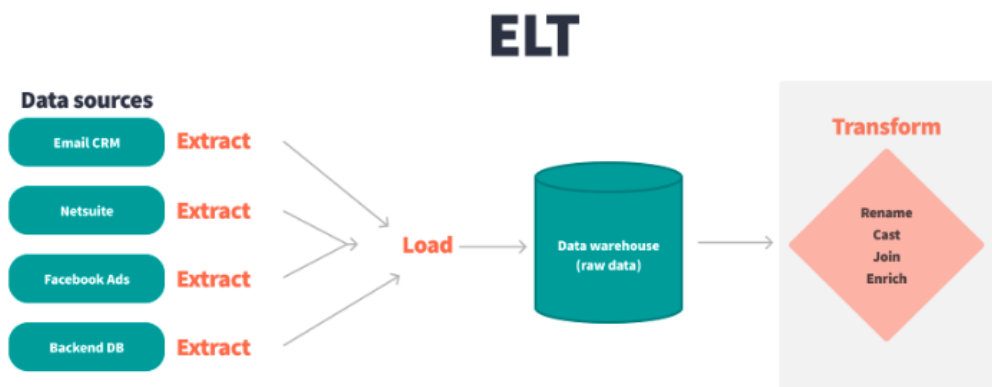 ELT
Data sources
Email CRM
Extract
Netsuite
Extract
Facebook Ads
Extract
Backend DB
Extract
Load
Data warehouse
(raw data)
Transform
Rename
Cast
Join
Enrich